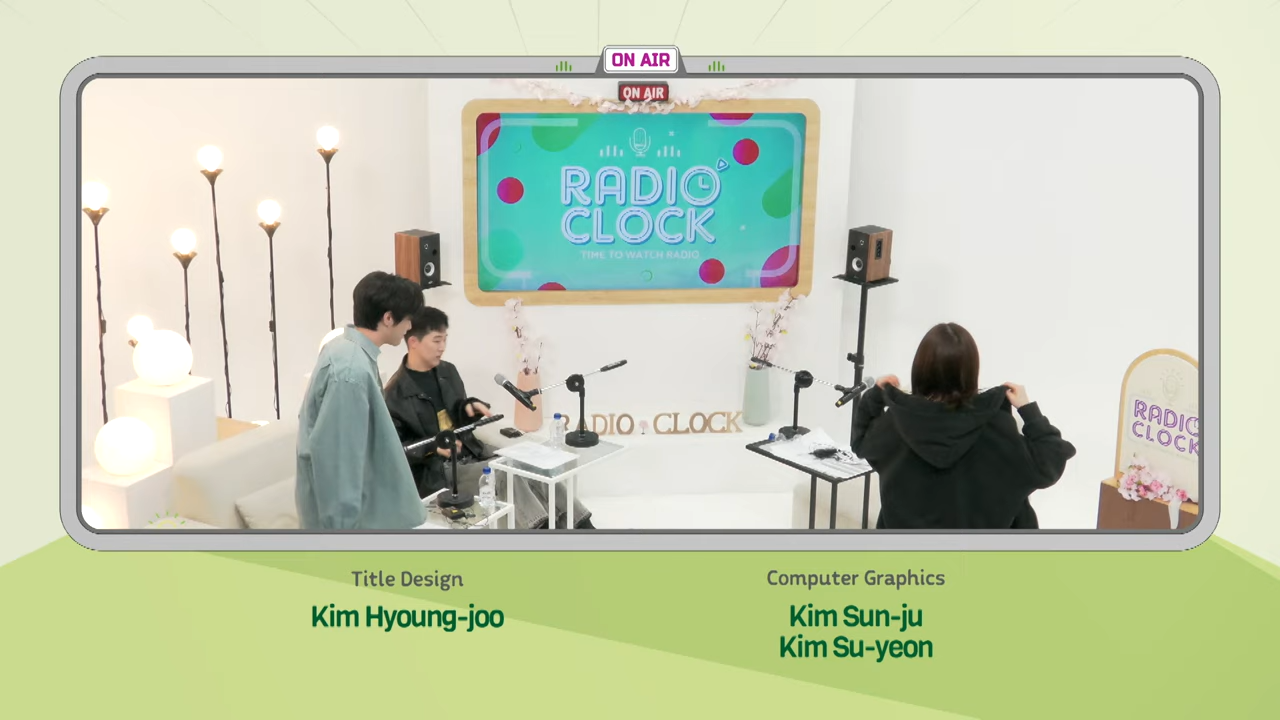 ON AIR
ON AIR
RADIO
CLOCK
TIME TO WATCH RADIO
RADIO CLOCK
RADIO
CLOCK
Title Design
Kim Hyoung-joo
Computer Graphics
Kim Sun-ju
Kim Su-yeon